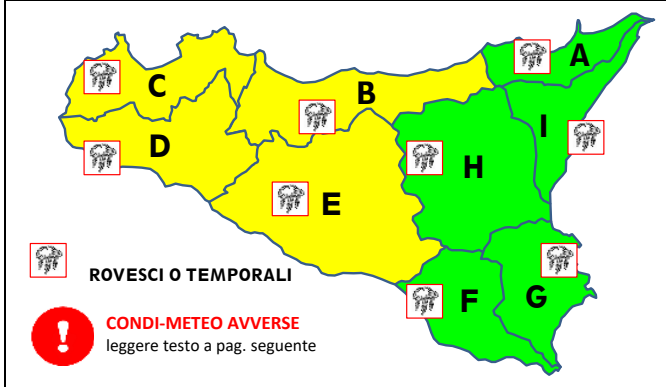 A
C
B
I
D
H
E
ROVESCI O TEMPORALI
F
G
!
CONDI-METEO AVVERSE
leggere testo a pag. seguente